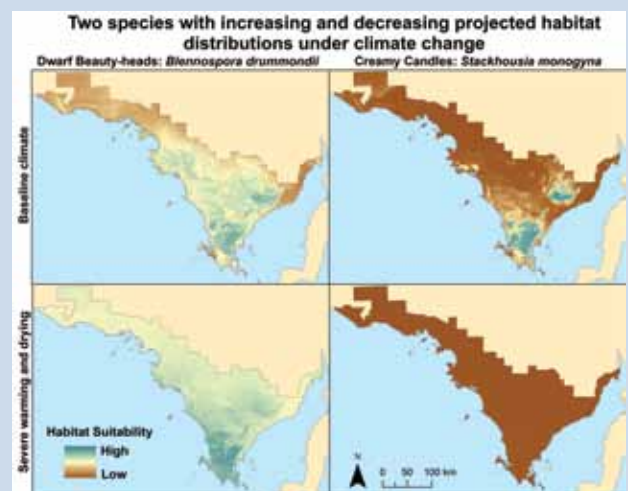 Two species with increasing and decreasing projected habitat
distributions under climate change
Dwarf Beauty-heads: Blennospora drummondii
Creamy Candles: Stackhousia monogyna
Baseline climate
Severe warming and drying
Habitat Suitability
High
Low
N
0 50 100 km